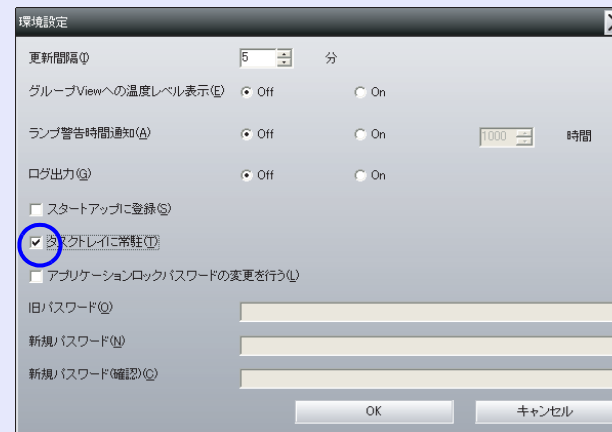 環境設定
更新間隔(I) 5 分
グループViewへの温度レベル表示(E) Off On
ランプ警告時間通知(A) Off On 1000 時間
ログ出力(G) Off On
スタートアップに登録(S)
タスクトレイに常駐(T)
アプリケーションロックパスワードの変更を行う(L)
旧パスワード(O)
新規パスワード(N)
新規パスワード(確認)(C)
OK キャンセル